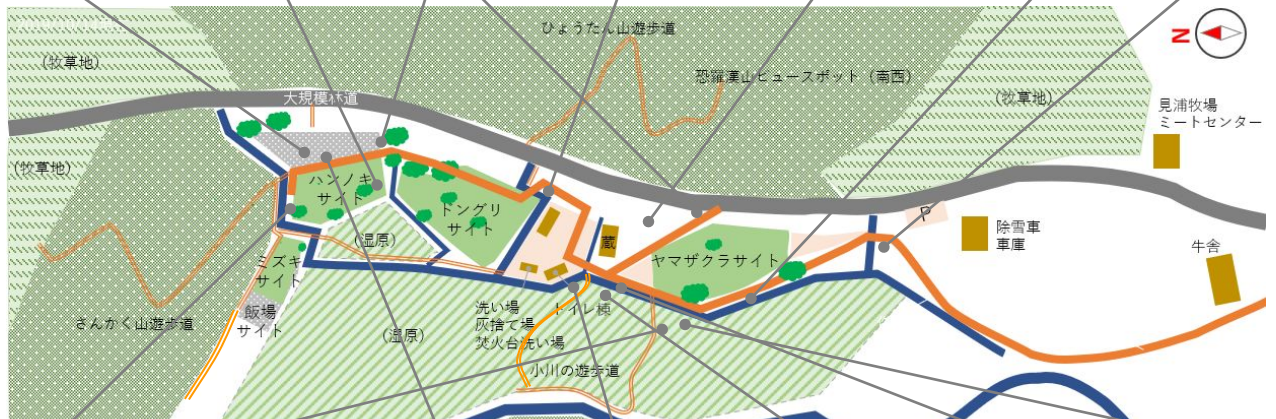 ひょうたん山遊歩道
(牧草地)
恐羅漢山ビュースポット（南西)
(牧草地)
N
大規模林道
見浦牧場
ミートセンター
(牧草地)
ハンノキ
サイト
ドングリ
サイト
P
(湿原)
蔵
除雪車
車庫
ヤマザクラサイト
牛舎
ミズキ
サイト
飯場
サイト
さんかく山遊歩道
(湿原)
洗い場
灰捨て場
焚火台洗い場
トイレ棟
小川の遊歩道